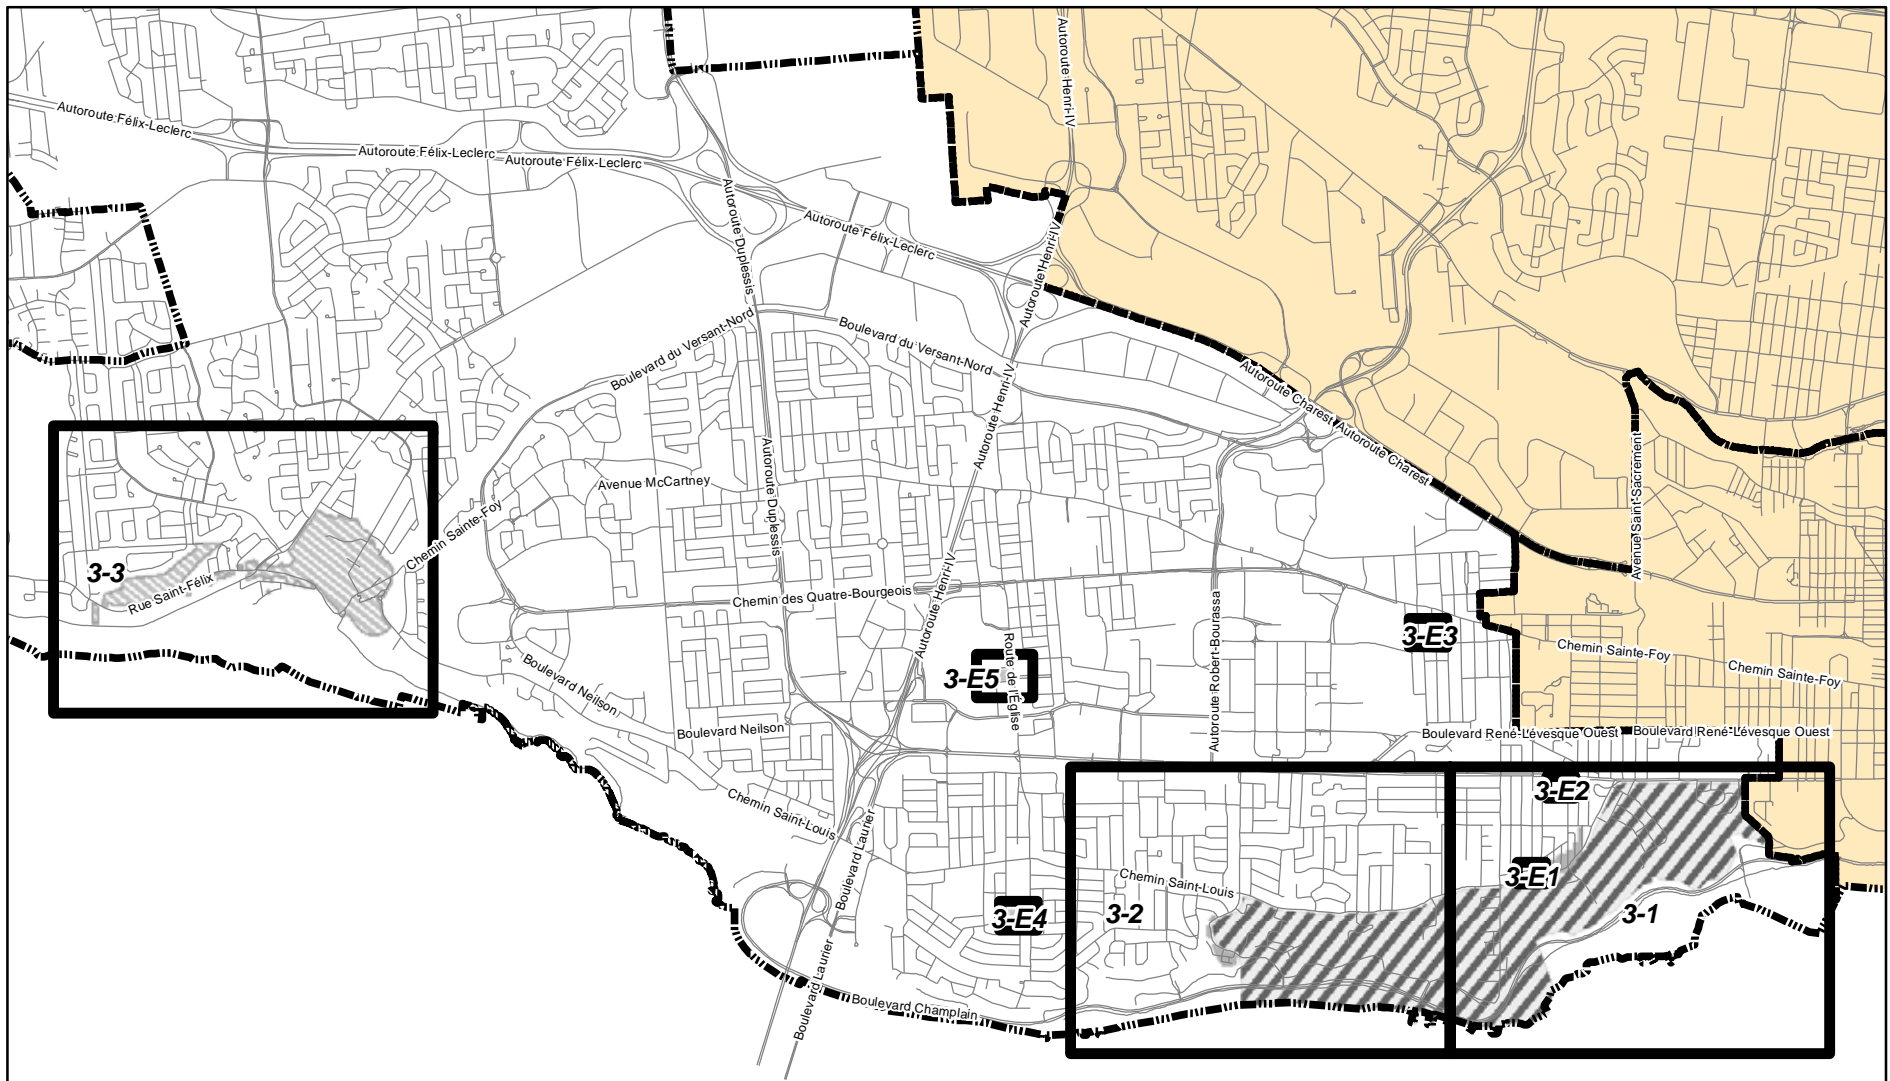 Autoroute Henri-IV
Autoroute Félix-Leclerc
Autoroute Félix-Leclerc
Autoroute Félix-Leclerc
Autoroute Duplessis
Autoroute Félix-Leclerc
Autoroute Henri-IV
Boulevard du Versant-Nord
Boulevard du Versant-Nord
Autoroute Henri-IV
Autoroute Charest
Autoroute Charest
Avenue Saint-Sacrement
Avenue McCartney
Autoroute Duplessis
Chemin Sainte-Foy
3-3
Rue Saint-Félix
Chemin des Quatre-Bourgeois
Autoroute Henri-IV
Autoroute Robert-Bourassa
3-E3
Chemin Sainte-Foy
Chemin Sainte-Foy
Route de l'Église
3-E5
Boulevard Neilson
Boulevard Neilson
Boulevard René-Lévesque Ouest
Boulevard René-Lévesque Ouest
3-E2
Chemin Saint-Louis
Boulevard Laurier
Chemin Saint-Louis
3-E1
3-E4
3-2
3-1
Boulevard Laurier
Boulevard Champlain